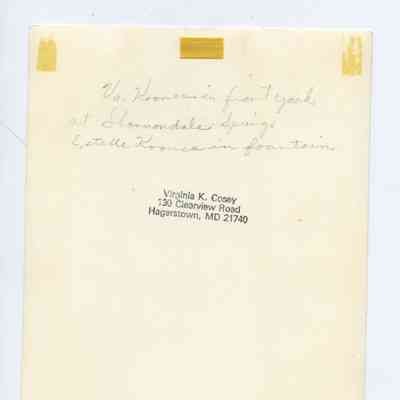 Va. Koonce in front yard
at Shannondale Springs
Estelle Koonce in fountain
Virginia K. Cosey
130 Clearview Road
Hagerstown, MD 21740